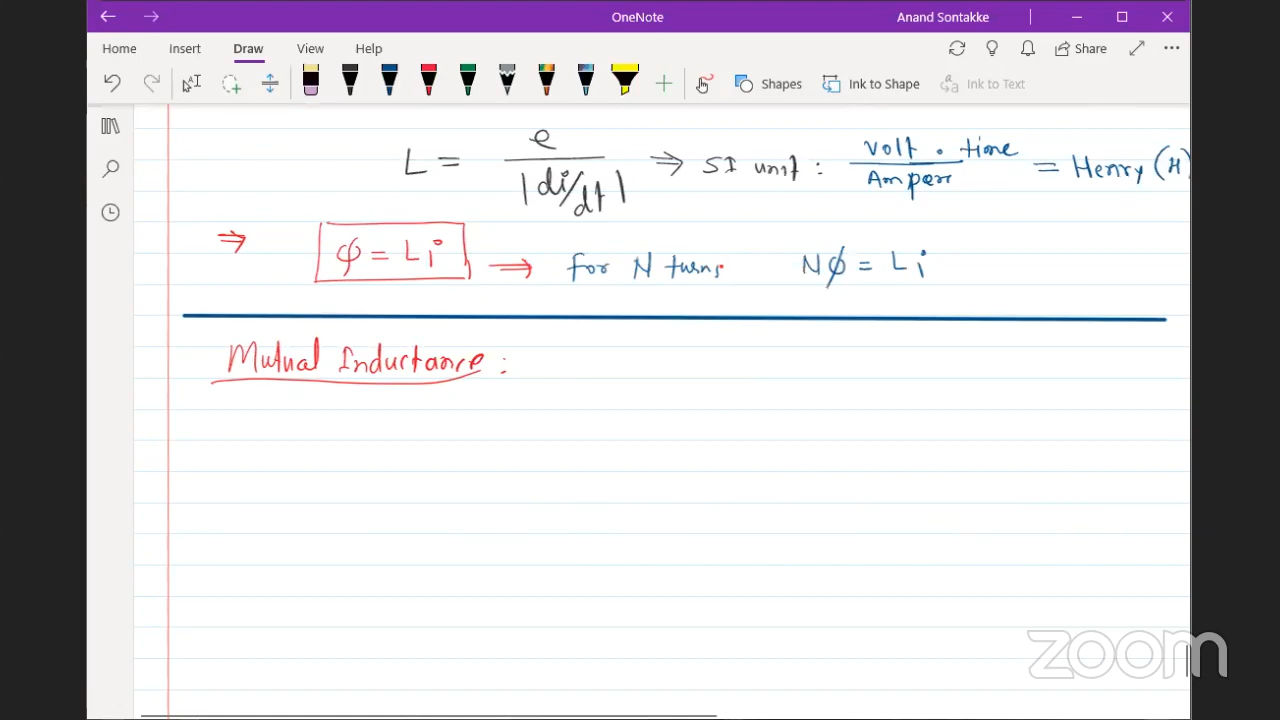 OneNote
Anand Sontakke
Home Insert Draw View Help
Share
Shapes Ink to Shape Ink to Text
L = e / |di/dt| ⇒ SI unit : Volt . time / Amper = Henry (H)
⇒ φ = Li → for N turns Nφ = Li
Mutual Inductance :
zoom